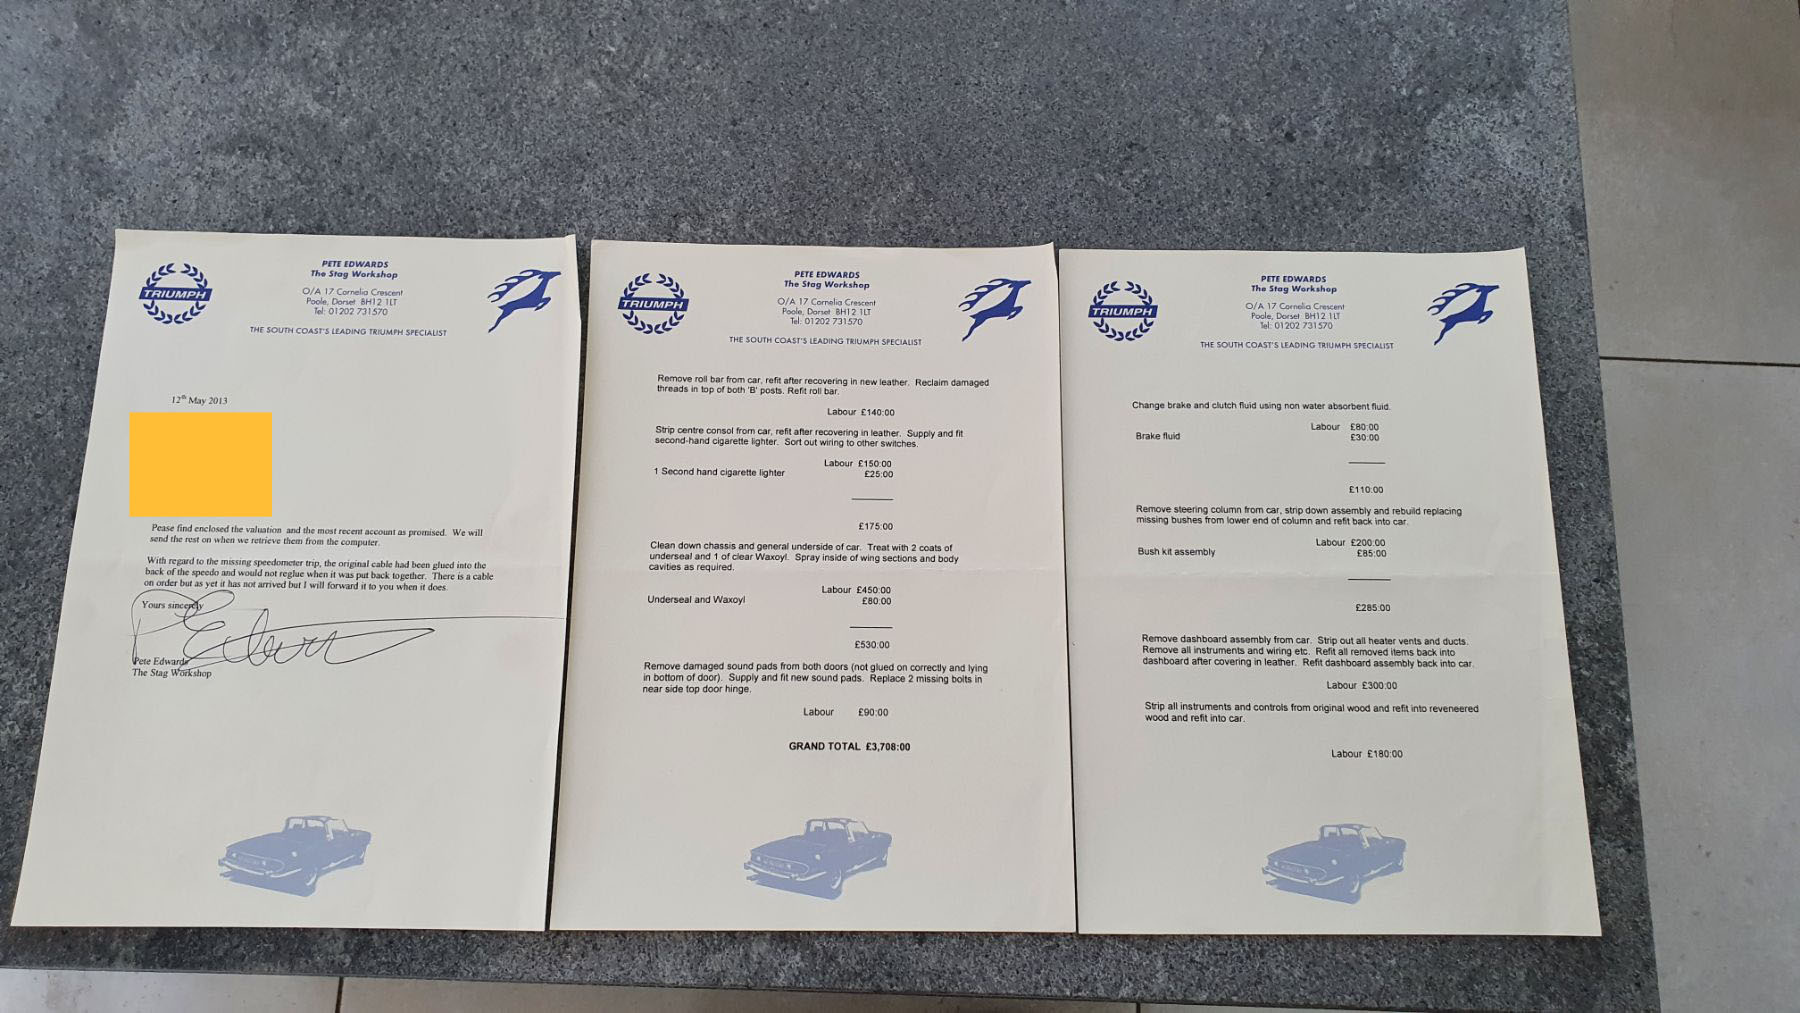 TRIUMPH
PETE EDWARDS
The Stag Workshop
O/A 17 Cornelia Crescent
Poole, Dorset BH12 1LT
Tel: 01202 731570
THE SOUTH COAST'S LEADING TRIUMPH SPECIALIST
12th May 2013
Pease find enclosed the valuation and the most recent account as promised. We will
send the rest on when we retrieve them from the computer.
With regard to the missing speedometer trip, the original cable had been glued into the
back of the speedo and would not reglue when it was put back together. There is a cable
on order but as yet it has not arrived but I will forward it to you when it does.
Yours sincerely
P Edwards
Pete Edwards
The Stag Workshop
TRIUMPH
PETE EDWARDS
The Stag Workshop
O/A 17 Cornelia Crescent
Poole, Dorset BH12 1LT
Tel: 01202 731570
THE SOUTH COAST'S LEADING TRIUMPH SPECIALIST
Remove roll bar from car, refit after recovering in new leather. Reclaim damaged
threads in top of both 'B' posts. Refit roll bar.
Labour £140:00
Strip centre consol from car, refit after recovering in leather. Supply and fit
second-hand cigarette lighter. Sort out wiring to other switches.
Labour £150:00
1 Second hand cigarette lighter £25:00
£175:00
Clean down chassis and general underside of car. Treat with 2 coats of
underseal and 1 of clear Waxoyl. Spray inside of wing sections and body
cavities as required.
Labour £450:00
Underseal and Waxoyl £80:00
£530:00
Remove damaged sound pads from both doors (not glued on correctly and lying
in bottom of door). Supply and fit new sound pads. Replace 2 missing bolts in
near side top door hinge.
Labour £90:00
GRAND TOTAL £3,708:00
TRIUMPH
PETE EDWARDS
The Stag Workshop
O/A 17 Cornelia Crescent
Poole, Dorset BH12 1LT
Tel: 01202 731570
THE SOUTH COAST'S LEADING TRIUMPH SPECIALIST
Change brake and clutch fluid using non water absorbent fluid.
Labour £80:00
Brake fluid £30:00
£110:00
Remove steering column from car, strip down assembly and rebuild replacing
missing bushes from lower end of column and refit back into car.
Labour £200:00
Bush kit assembly £85:00
£285:00
Remove dashboard assembly from car. Strip out all heater vents and ducts.
Remove all instruments and wiring etc. Refit all removed items back into
dashboard after covering in leather. Refit dashboard assembly back into car.
Labour £300:00
Strip all instruments and controls from original wood and refit into reveneered
wood and refit into car.
Labour £180:00